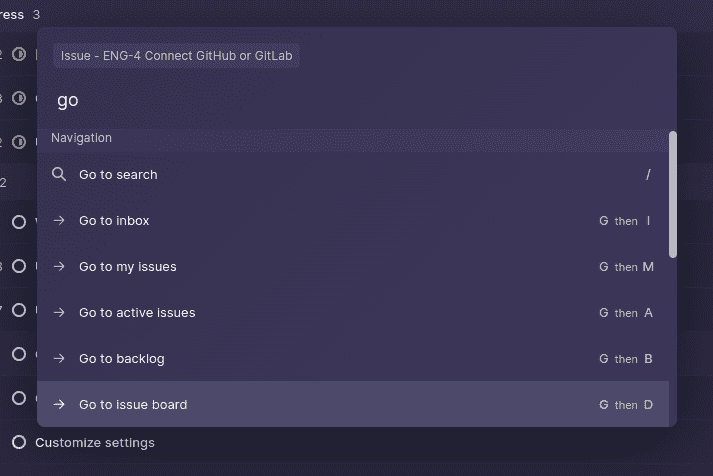 ress 3
Issue - ENG-4 Connect GitHub or GitLab
go
Navigation
Go to search /
Go to inbox G then I
Go to my issues G then M
2
Go to active issues G then A
Go to backlog G then B
Go to issue board G then D
Customize settings